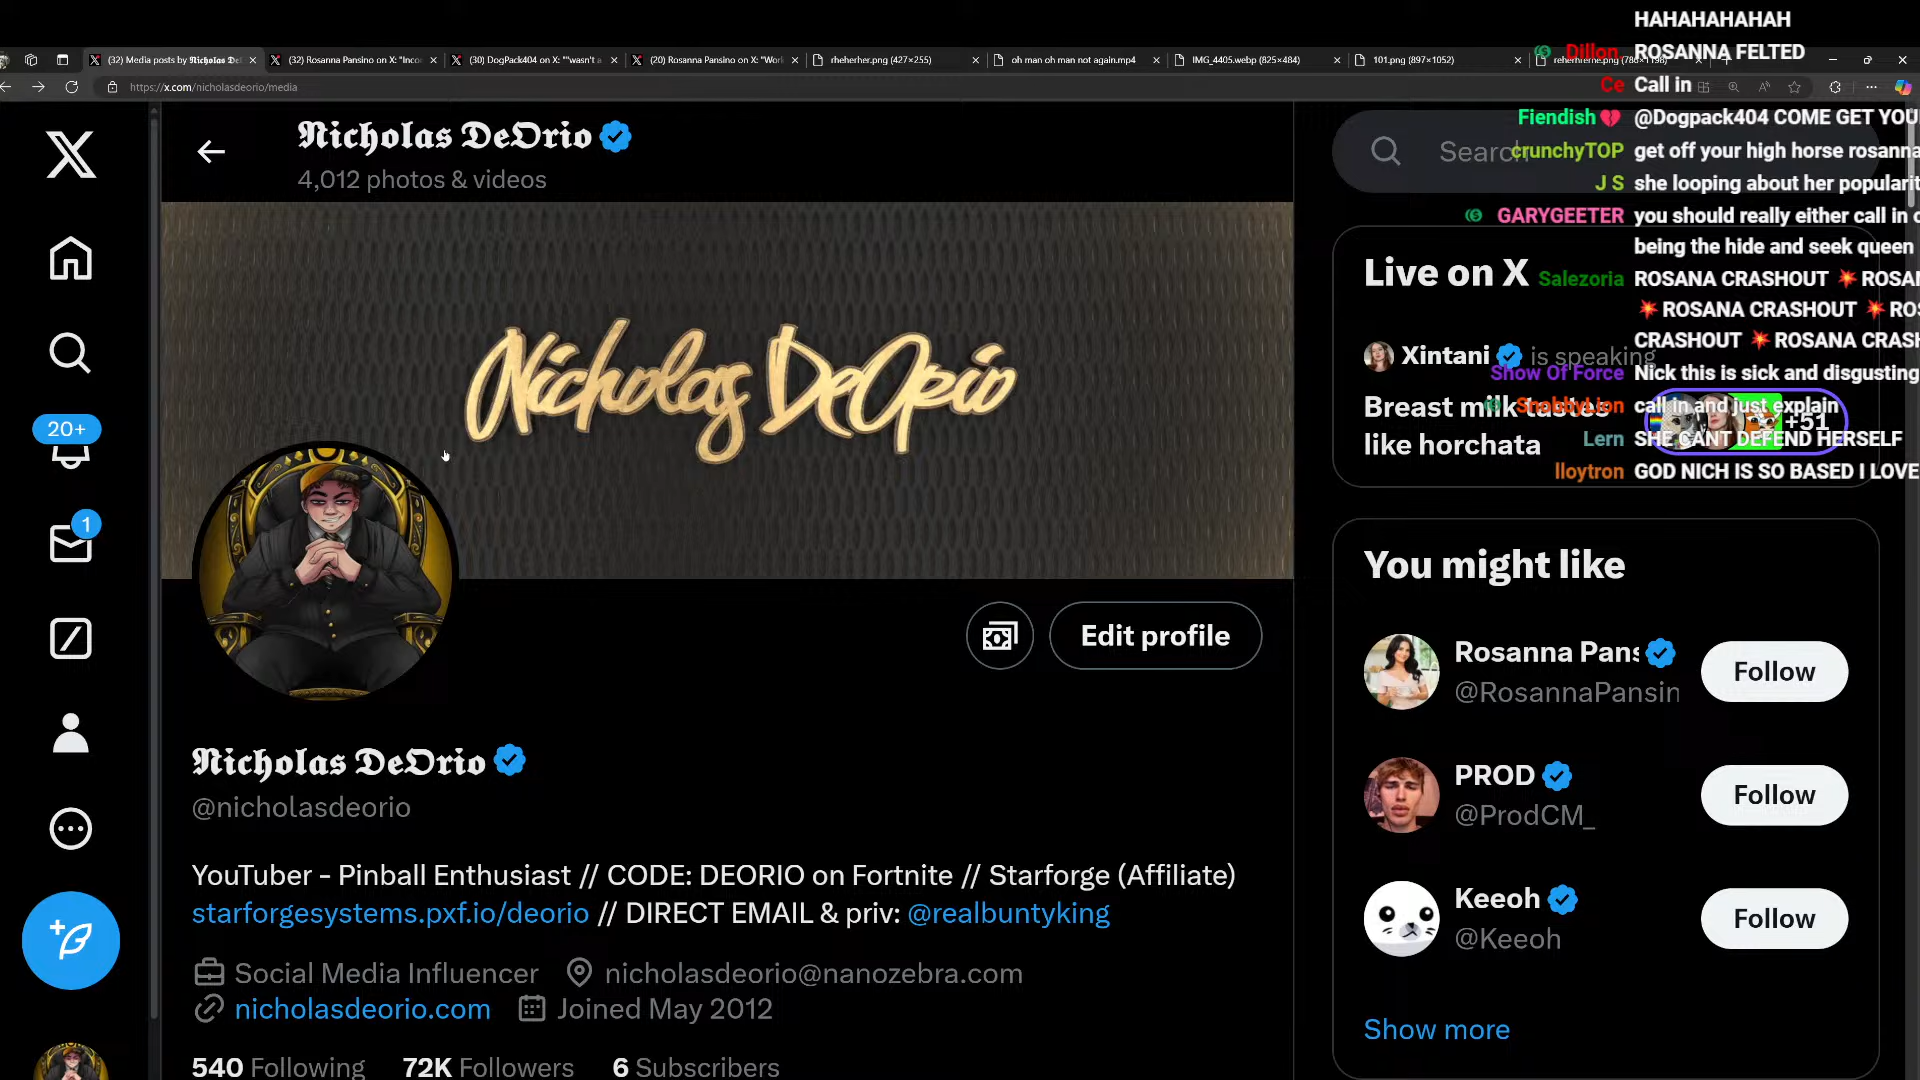 HAHAHAHAHAH
Dillon ROSANNA FELTED
(32) Media posts by Nicholas De
(32) Rosanna Pansino on X: "Inco
(30) DogPack404 on X: ""wasn't a
(20) Rosanna Pansino on X: "Wor
rheherher.png (427×255)
oh man oh man not again.mp4
IMG_4405.webp (825×484)
101.png (897×1052)
https://x.com/nicholasdeorio/media
Ce Call in
Nicholas DeOrio
4,012 photos & videos
Search
Fiendish @Dogpack404 COME GET YOU
crunchyTOP get off your high horse rosanna
J S she looping about her popularit
GARYGEETER you should really either call in o
being the hide and seek queen
Live on X
Salezoria ROSANA CRASHOUT 💥 ROSAN
💥 ROSANA CRASHOUT 💥 ROS
CRASHOUT 💥 ROSANA CRASH
Xintani is speaking
Show Of Force Nick this is sick and disgusting
Breast milk tastes
like horchata
+51
SnobbyLion call in and just explain
Lern SHE CANT DEFEND HERSELF
lloytron GOD NICH IS SO BASED I LOVE
Nicholas DeOrio
20+
1
You might like
Edit profile
Rosanna Pans
@RosannaPansin
Follow
PROD
@ProdCM_
Follow
Keeoh
@Keeoh
Follow
Show more
Nicholas DeOrio
@nicholasdeorio
YouTuber - Pinball Enthusiast // CODE: DEORIO on Fortnite // Starforge (Affiliate)
starforgesystems.pxf.io/deorio // DIRECT EMAIL & priv: @realbuntyking
Social Media Influencer nicholasdeorio@nanozebra.com
nicholasdeorio.com Joined May 2012
540 Following 72K Followers 6 Subscribers